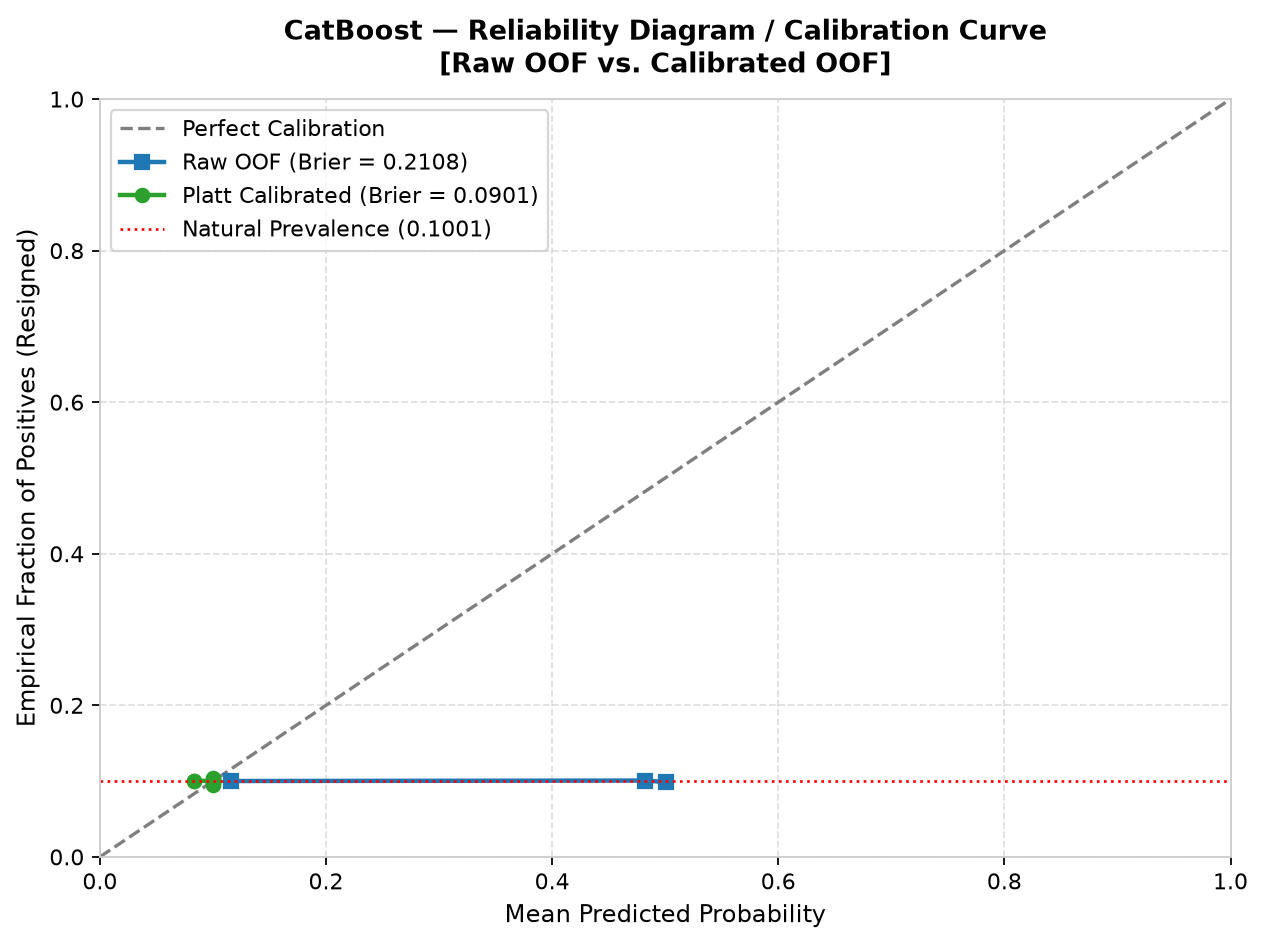 CatBoost — Reliability Diagram / Calibration Curve
[Raw OOF vs. Calibrated OOF]
Perfect Calibration
Raw OOF (Brier = 0.2108)
Platt Calibrated (Brier = 0.0901)
Natural Prevalence (0.1001)
Empirical Fraction of Positives (Resigned)
1.0
0.8
0.6
0.4
0.2
0.0
0.0 0.2 0.4 0.6 0.8 1.0
Mean Predicted Probability